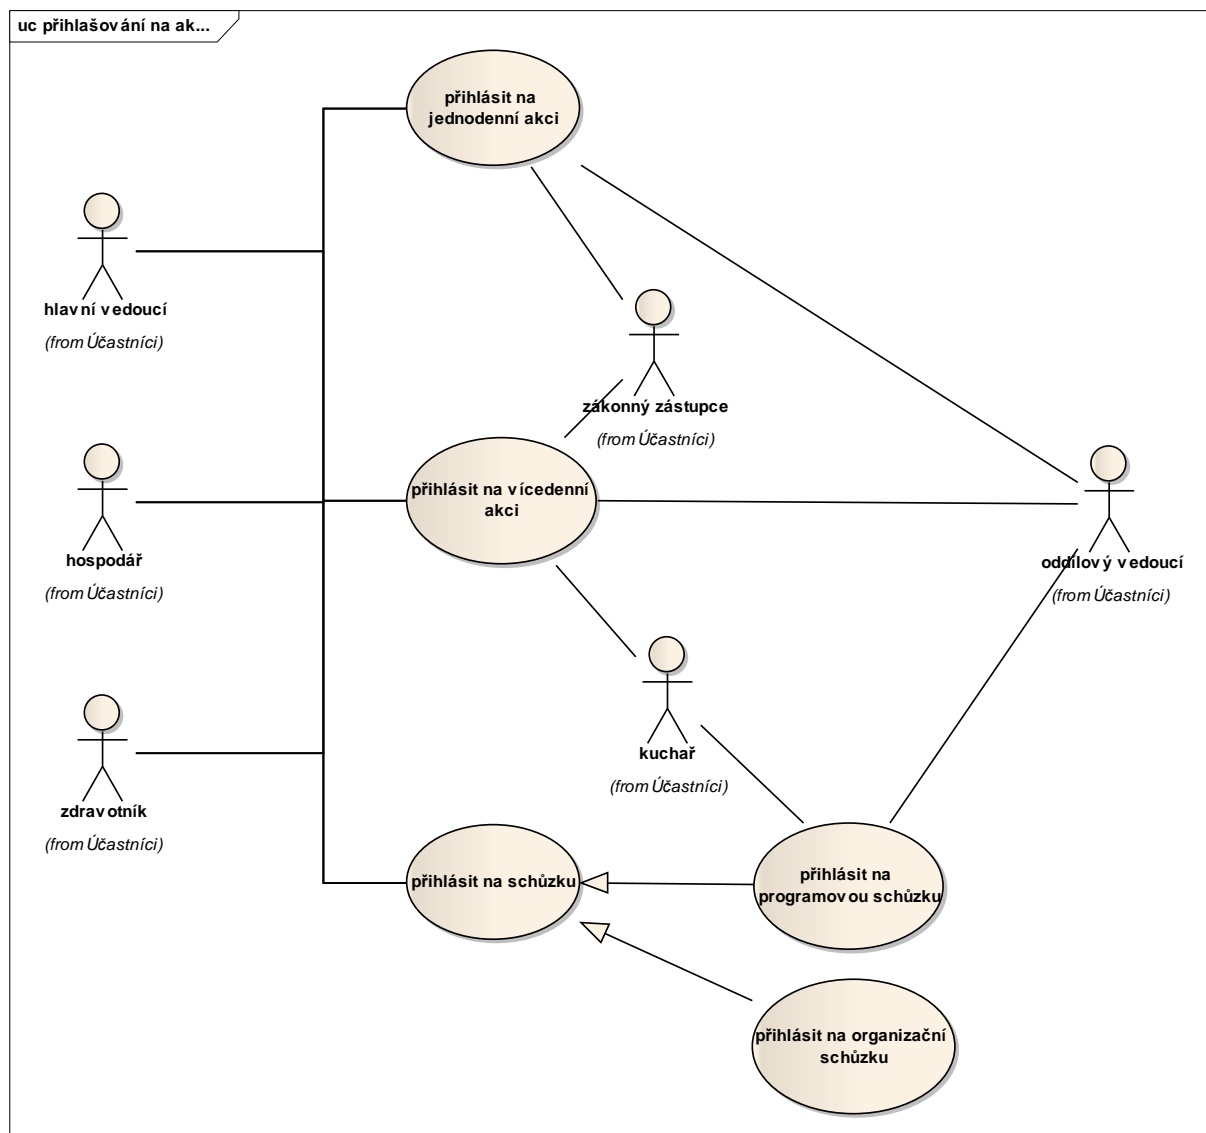 uc přihlašování na ak...
přihlásit na
jednodenní akci
hlavní vedoucí
(from Účastníci)
zákonný zástupce
(from Účastníci)
přihlásit na vícedenní
akci
hospodář
(from Účastníci)
oddílový vedoucí
(from Účastníci)
kuchař
(from Účastníci)
zdravotník
(from Účastníci)
přihlásit na schůzku
přihlásit na
programovou schůzku
přihlásit na organizační
schůzku